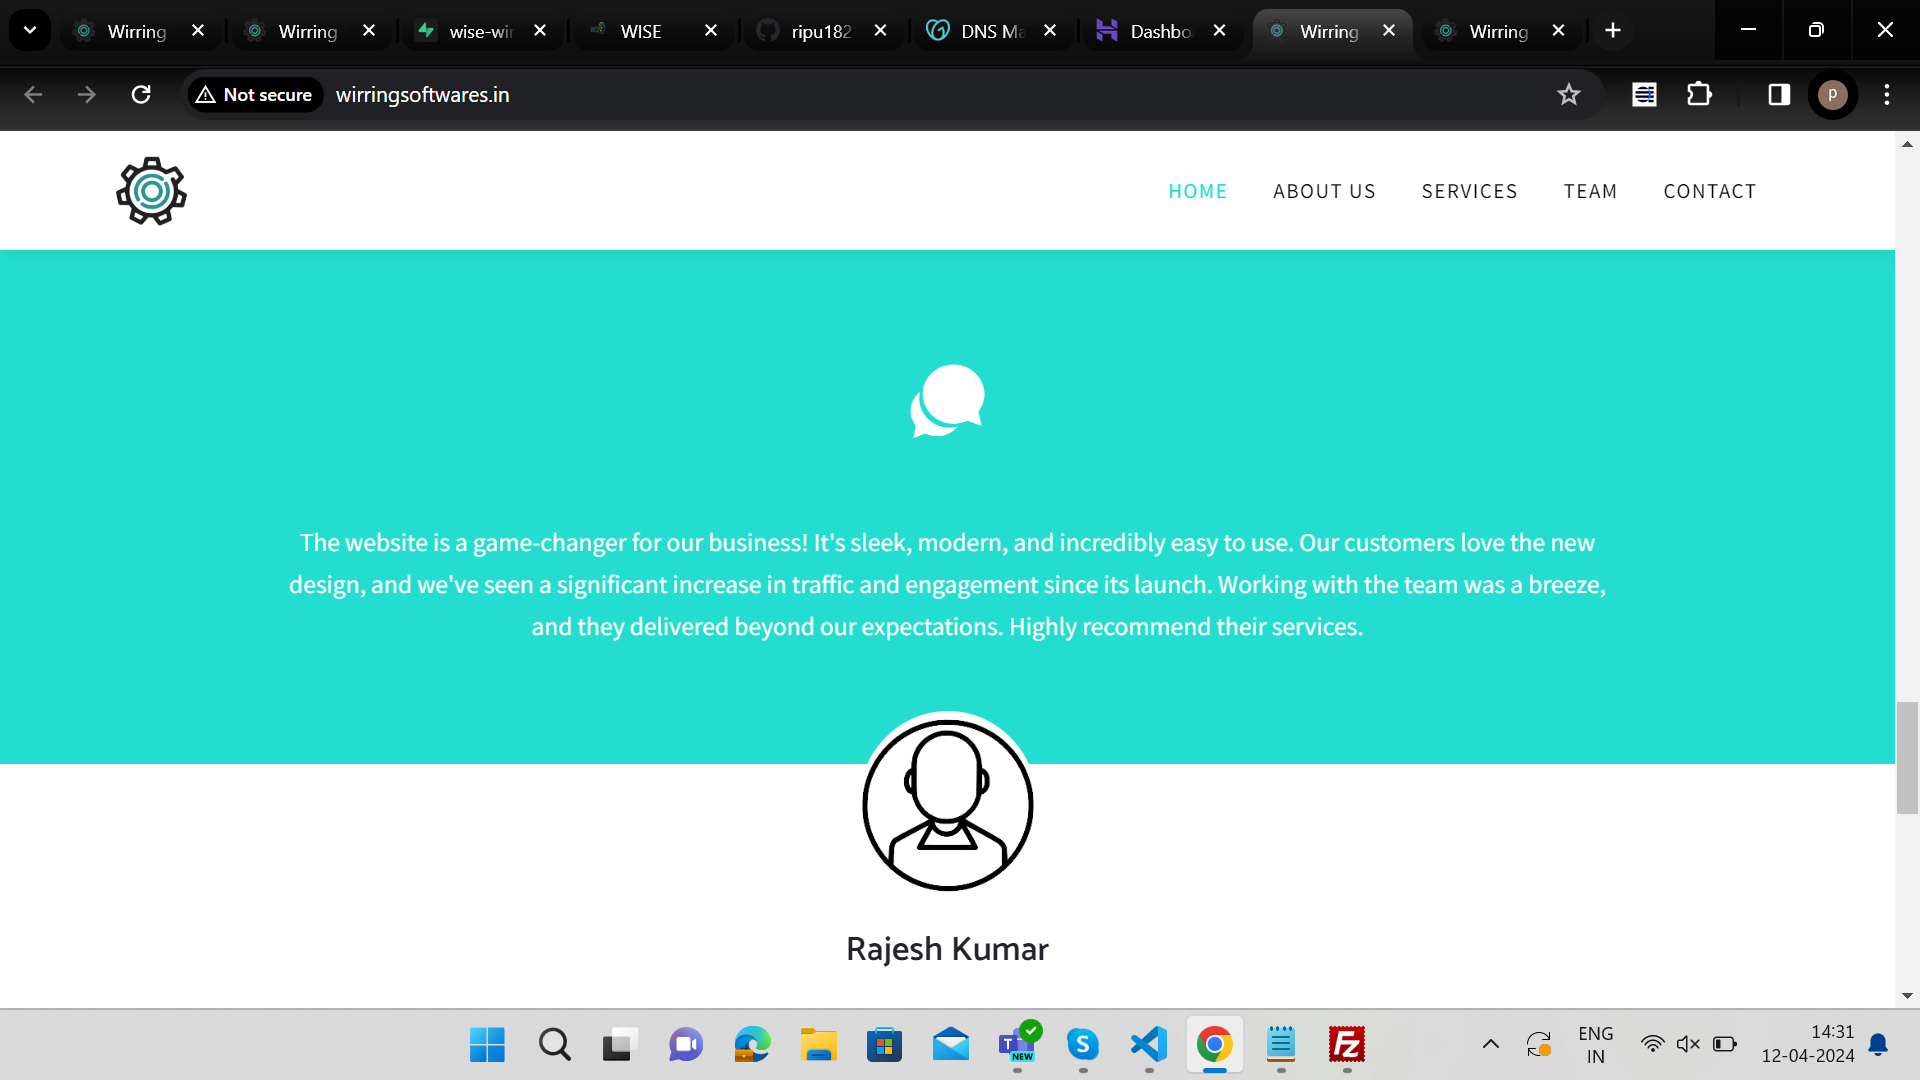 Wirring
Wirring
wise-wir
WISE
ripu182
DNS Ma
Dashbo
Wirring
Wirring
Not secure
wirringsoftwares.in
p
HOME
ABOUT US
SERVICES
TEAM
CONTACT
The website is a game-changer for our business! It's sleek, modern, and incredibly easy to use. Our customers love the new
design, and we've seen a significant increase in traffic and engagement since its launch. Working with the team was a breeze,
and they delivered beyond our expectations. Highly recommend their services.
Rajesh Kumar
T
NEW
S
Fz
ENG
IN
14:31
12-04-2024